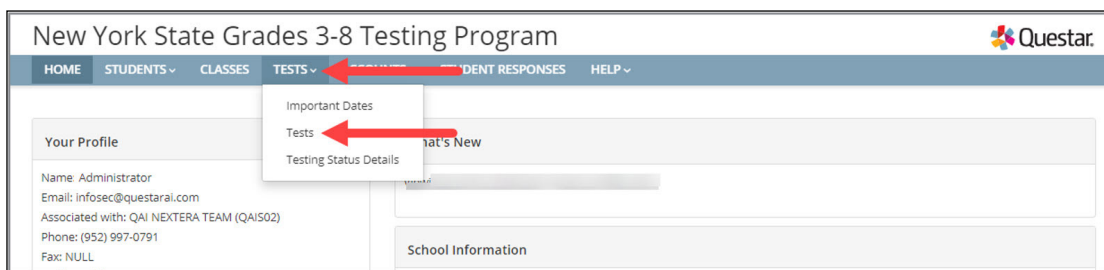 New York State Grades 3-8 Testing Program
Questar.
HOME STUDENTS CLASSES TESTS STUDENT RESPONSES HELP
Important Dates
Tests
Testing Status Details
Your Profile
Name: Administrator
Email: infosec@questarai.com
Associated with: QAI NEXTERA TEAM (QAIS02)
Phone: (952) 997-0791
Fax: NULL
What's New
School Information